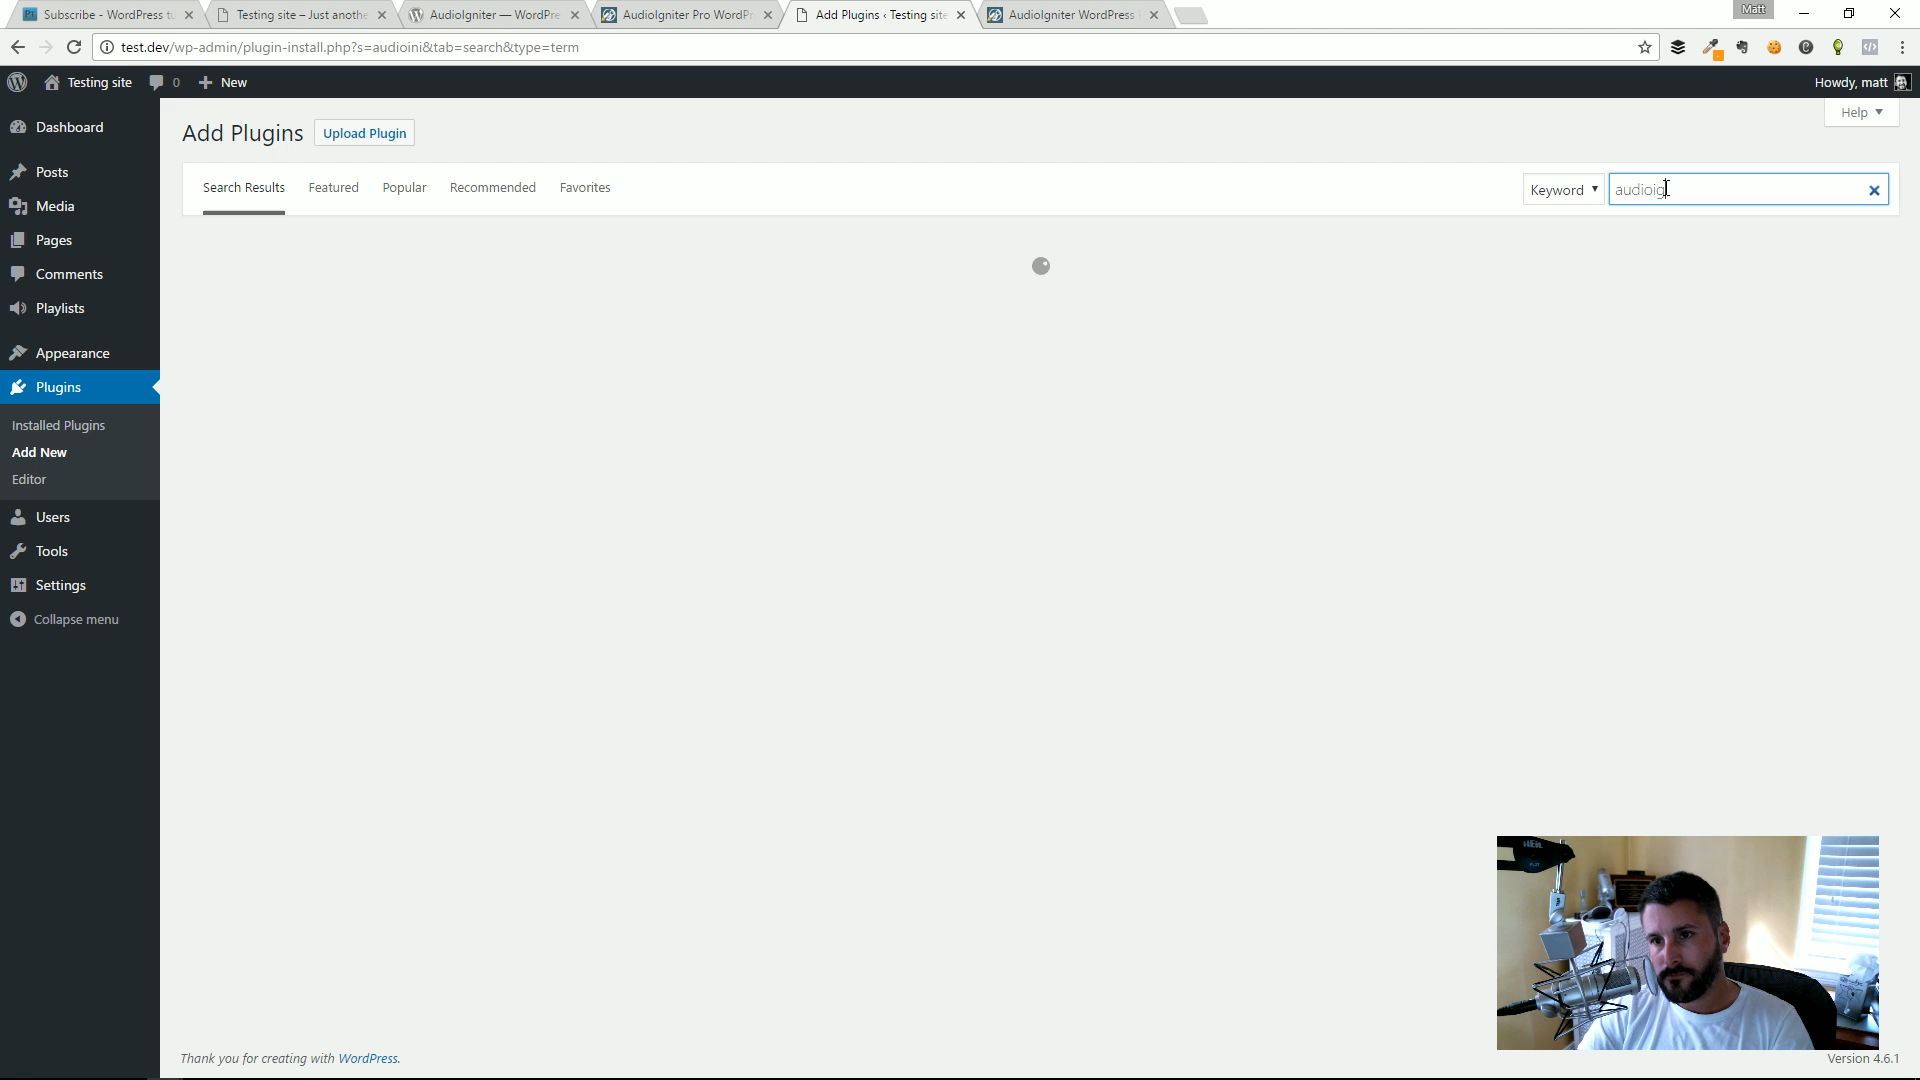 Subscribe - WordPress tu
Testing site – Just anothe
AudioIgniter — WordPre
AudioIgniter Pro WordPr
Add Plugins ‹ Testing site
AudioIgniter WordPress
Matt
test.dev/wp-admin/plugin-install.php?s=audioini&tab=search&type=term
Testing site
0
New
Howdy, matt
Dashboard
Posts
Media
Pages
Comments
Playlists
Appearance
Plugins
Installed Plugins
Add New
Editor
Users
Tools
Settings
Collapse menu
Add Plugins
Upload Plugin
Help
Search Results
Featured
Popular
Recommended
Favorites
Keyword
audioig
HEIL
Thank you for creating with WordPress.
Version 4.6.1